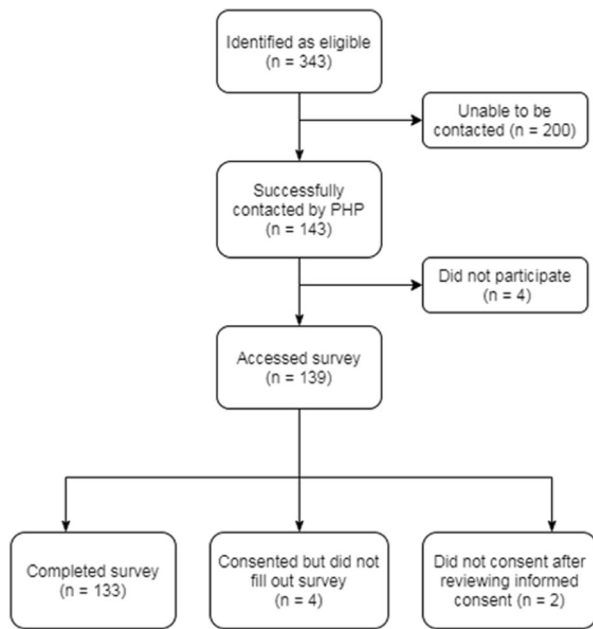 Identified as eligible
(n = 343)
Unable to be
contacted (n = 200)
Successfully
contacted by PHP
(n = 143)
Did not participate
(n = 4)
Accessed survey
(n = 139)
Completed survey
(n = 133)
Consented but did not
fill out survey
(n = 4)
Did not consent after
reviewing informed
consent (n = 2)